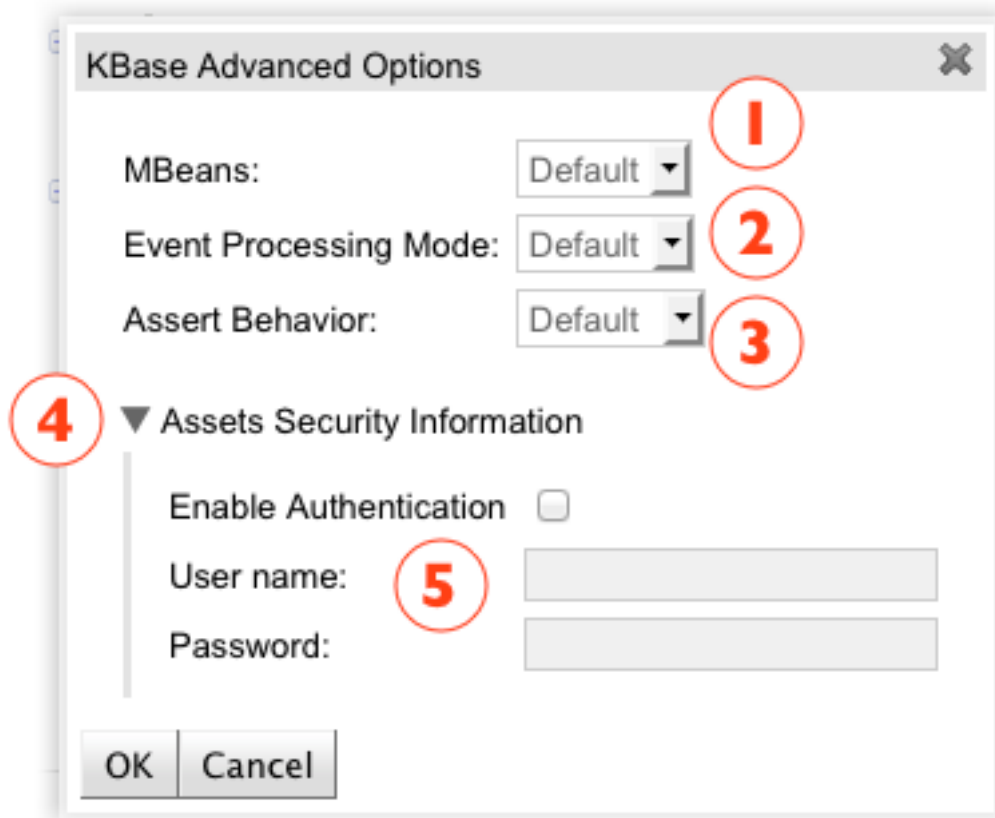 KBase Advanced Options
1
MBeans: Default
2
Event Processing Mode: Default
Assert Behavior: Default
3
4
Assets Security Information
Enable Authentication
User name:
5
Password:
OK Cancel